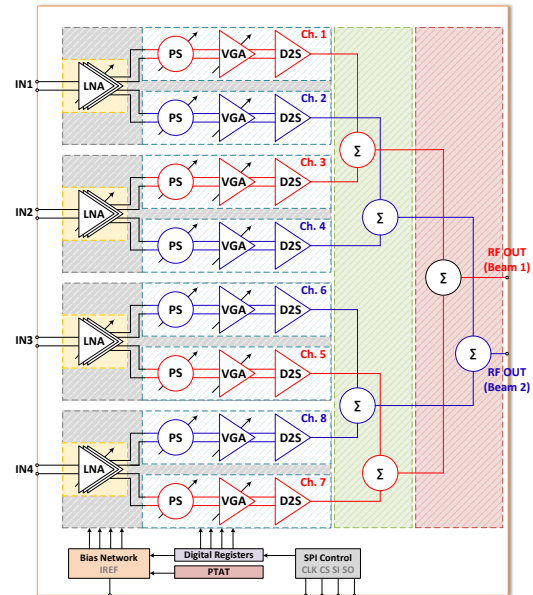 Ch. 1
IN1
LNA
PS
VGA
D2S
Ch. 2
PS
VGA
D2S
Ch. 3
Σ
IN2
LNA
PS
VGA
D2S
Ch. 4
Σ
PS
VGA
D2S
RF OUT
(Beam 1)
Ch. 6
Σ
IN3
LNA
PS
VGA
D2S
Ch. 5
Σ
RF OUT
(Beam 2)
PS
VGA
D2S
Σ
Ch. 8
IN4
LNA
PS
VGA
D2S
Σ
Ch. 7
PS
VGA
D2S
Bias Network
IREF
Digital Registers
PTAT
SPI Control
CLK CS SI SO